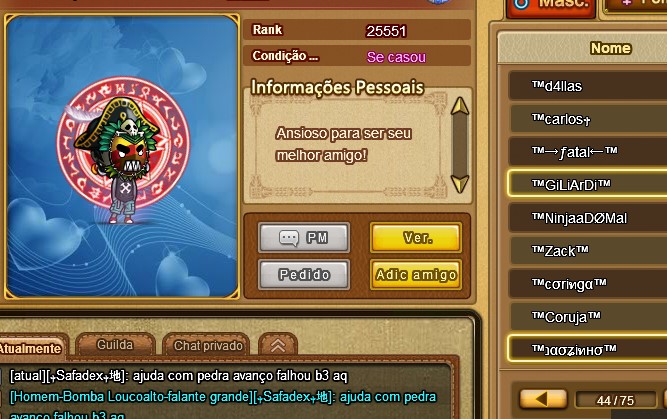 Masc.
Rank 25551
Condição ... Se casou
Informações Pessoais
Ansioso para ser seu
melhor amigo!
PM Ver.
Pedido Adic amigo
Nome
™d4llas
™carlos┼
™→ƒatal←™
™GiLiArDi™
™NinjaaDØMal
™Zack™
™cσriиgα™
™Coruja™
44 / 75
Atualmente Guilda Chat privado
[atual][₊Safadex₊地]: ajuda com pedra avanço falhou b3 aq
[Homem-Bomba Loucoalto-falante grande][₊Safadex₊地]: ajuda com pedra
avanço falhou b3 aq